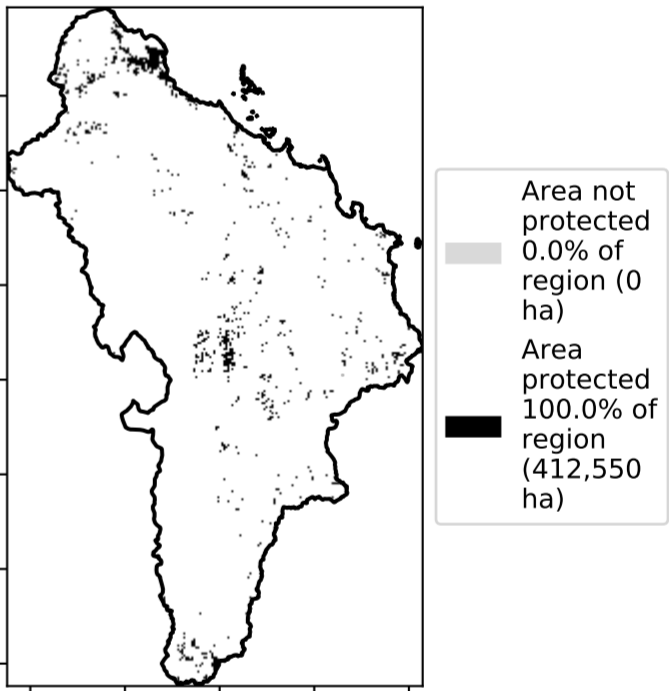 Area not
protected
0.0% of
region (0
ha)
Area
protected
100.0% of
region
(412,550
ha)